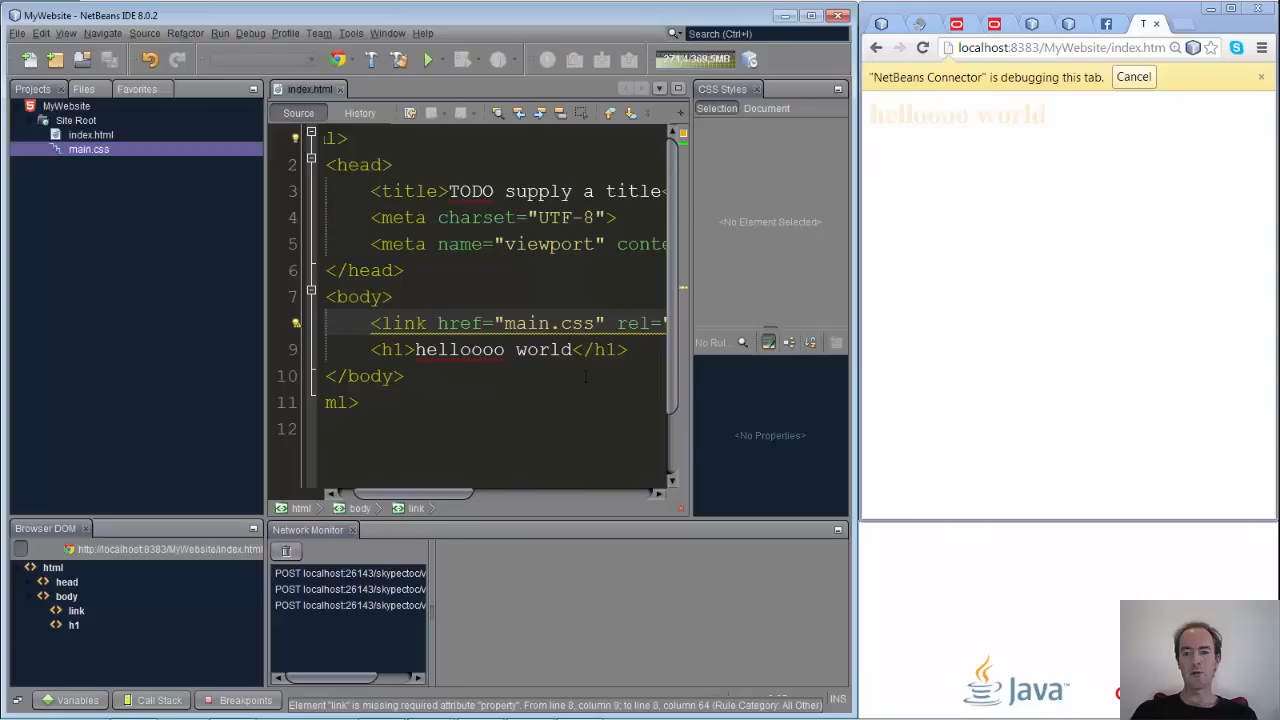 MyWebsite - NetBeans IDE 8.0.2
File Edit View Navigate Source Refactor Run Debug Profile Team Tools Window Help
Search (Ctrl+I)
Projects Files Favorites
MyWebsite
Site Root
index.html
main.css
index.html
Source History
l>
2 <head>
3 <title>TODO supply a title<
4 <meta charset="UTF-8">
5 <meta name="viewport" conte
6 </head>
7 <body>
<link href="main.css" rel="
9 <h1>helloooo world</h1>
10 </body>
11 ml>
12
html body link
CSS Styles
Selection Document
<No Element Selected>
No Rul..
<No Properties>
Browser DOM
http://localhost:8383/MyWebsite/index.html
html
head
body
link
h1
Network Monitor
POST localhost:26143/skypectoc/v
POST localhost:26143/skypectoc/v
POST localhost:26143/skypectoc/v
Variables Call Stack Breakpoints
Element "link" is missing required attribute "property". From line 8, column 9; to line 8, column 64 (Rule Category: All Other)
INS
T
localhost:8383/MyWebsite/index.htm
"NetBeans Connector" is debugging this tab. Cancel
helloooo world
Java™